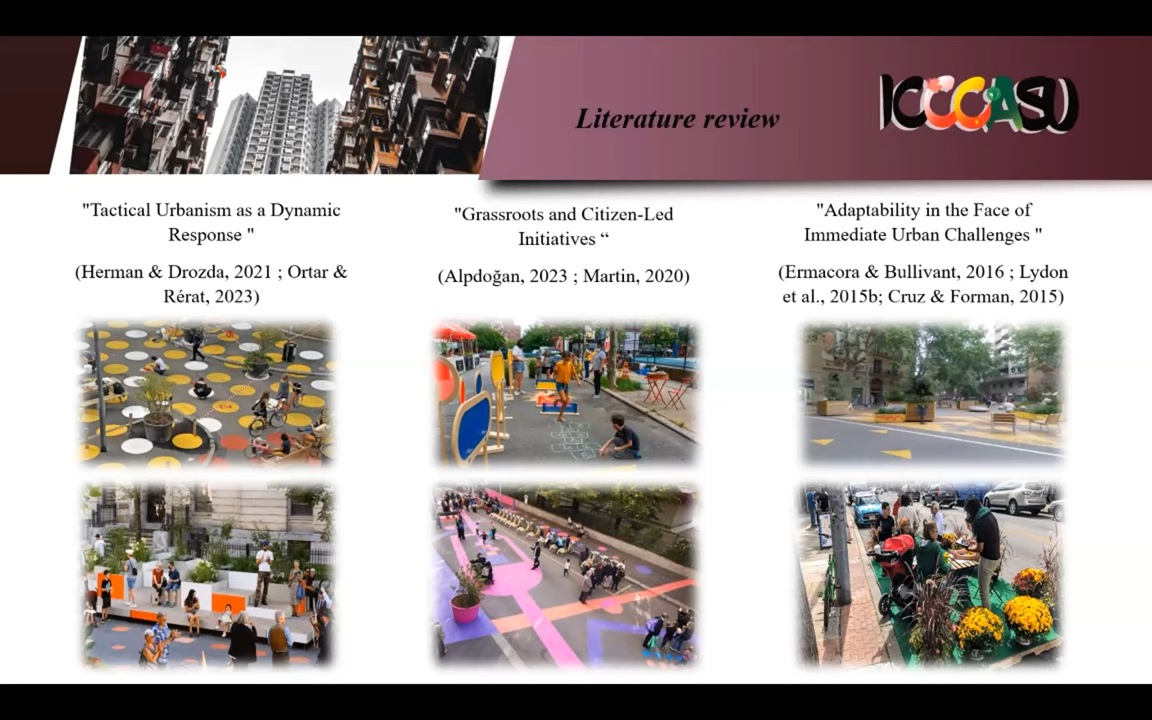 Literature review
ICCCASU
"Tactical Urbanism as a Dynamic
Response "
(Herman & Drozda, 2021 ; Ortar &
Rérat, 2023)
"Grassroots and Citizen-Led
Initiatives “
(Alpdoğan, 2023 ; Martin, 2020)
"Adaptability in the Face of
Immediate Urban Challenges "
(Ermacora & Bullivant, 2016 ; Lydon
et al., 2015b; Cruz & Forman, 2015)